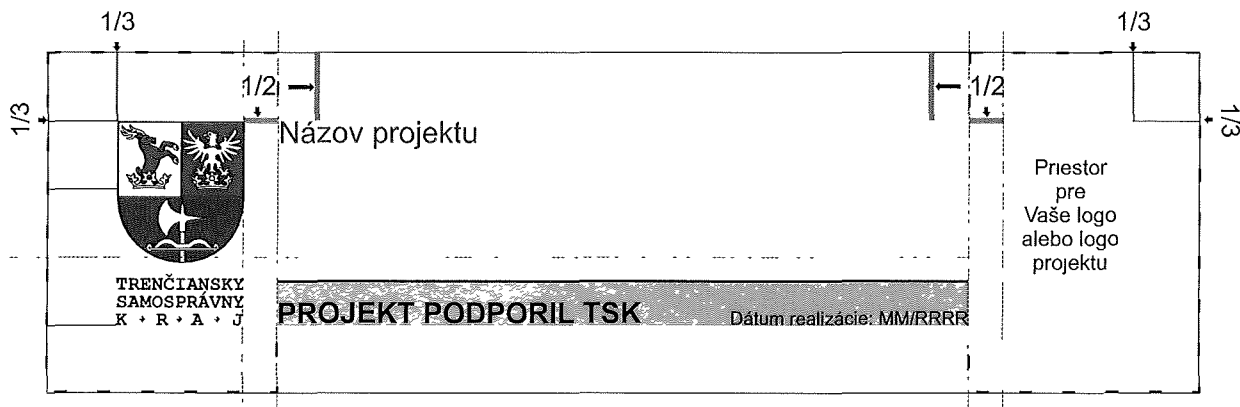 1/3
1/3
1/2
1/2
1/3
1/3
Názov projektu
Priestor
pre
Vaše logo
alebo logo
projektu
TRENČIANSKY
SAMOSPRÁVNY
K • R • A • J
PROJEKT PODPORIL TSK
Dátum realizácie: MM/RRRR